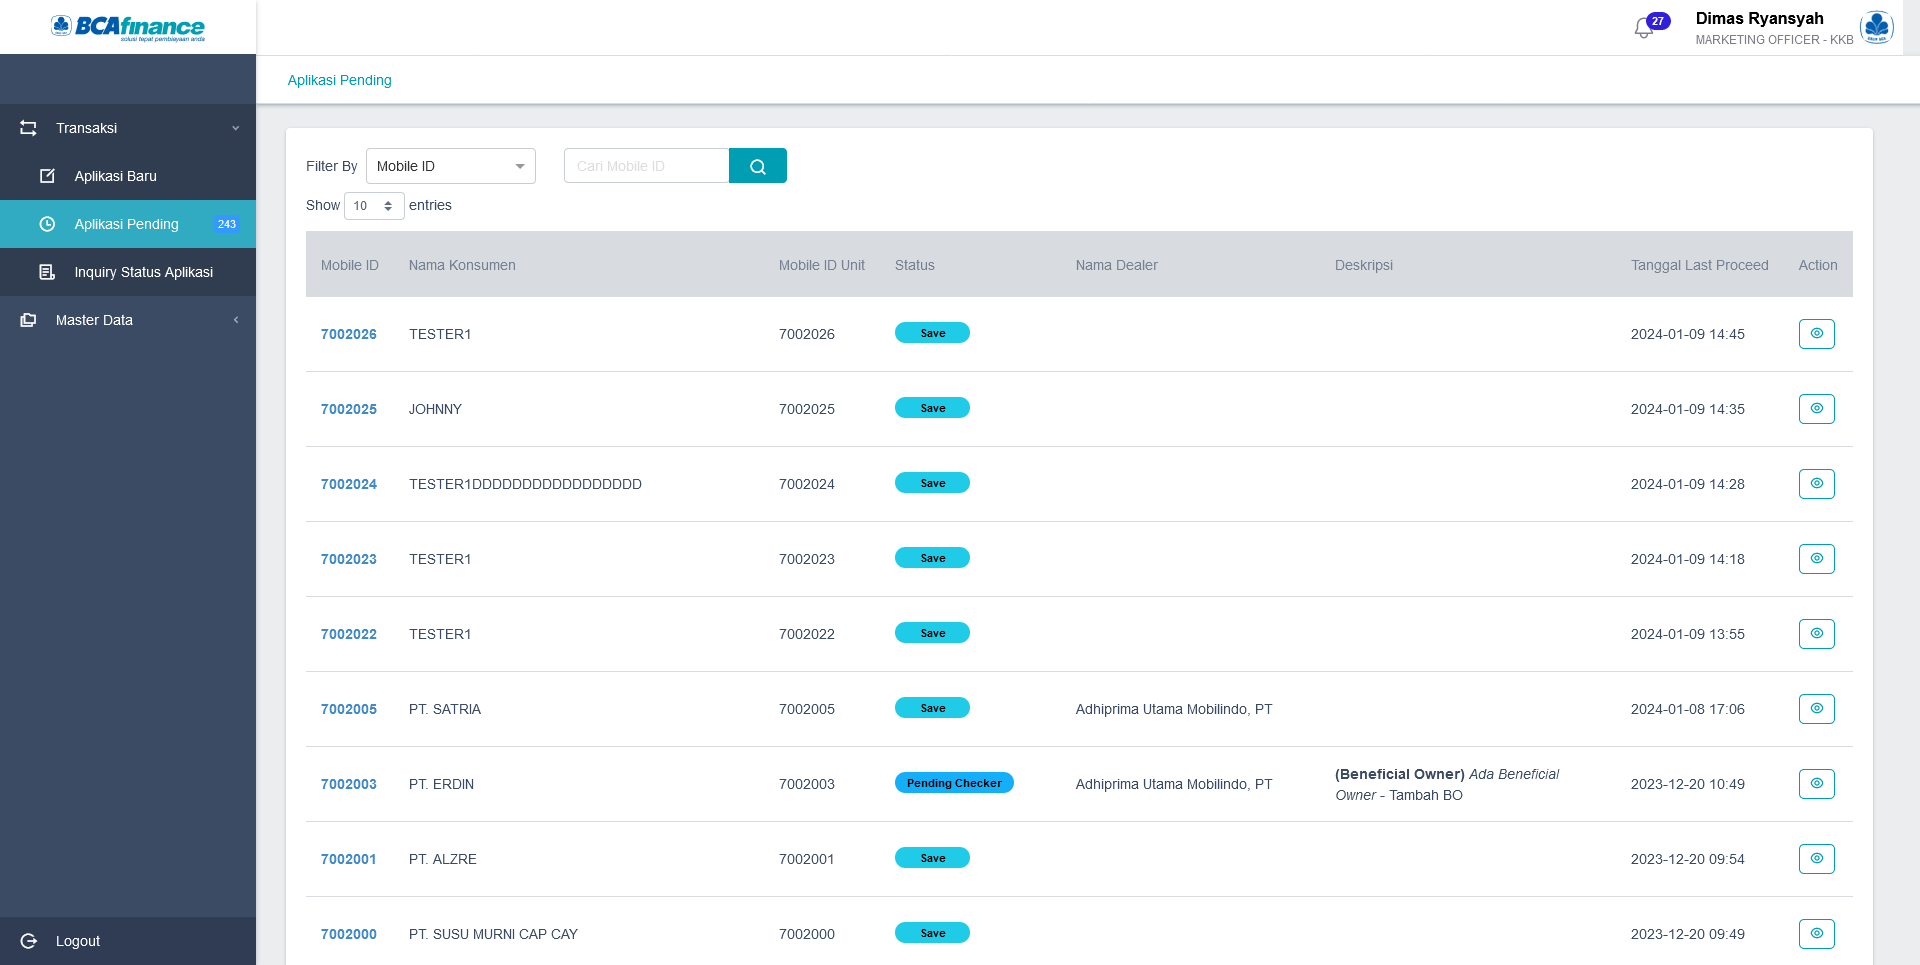 BCAfinance
solusi tepat pembiayaan anda
27
Dimas Ryansyah
MARKETING OFFICER - KKB
Aplikasi Pending
Transaksi
Aplikasi Baru
Aplikasi Pending 243
Inquiry Status Aplikasi
Master Data
Logout
Filter By Mobile ID Cari Mobile ID
Show 10 entries
Mobile ID Nama Konsumen Mobile ID Unit Status Nama Dealer Deskripsi Tanggal Last Proceed Action
7002026 TESTER1 7002026 Save 2024-01-09 14:45
7002025 JOHNNY 7002025 Save 2024-01-09 14:35
7002024 TESTER1DDDDDDDDDDDDDDDDD 7002024 Save 2024-01-09 14:28
7002023 TESTER1 7002023 Save 2024-01-09 14:18
7002022 TESTER1 7002022 Save 2024-01-09 13:55
7002005 PT. SATRIA 7002005 Save Adhiprima Utama Mobilindo, PT 2024-01-08 17:06
7002003 PT. ERDIN 7002003 Pending Checker Adhiprima Utama Mobilindo, PT (Beneficial Owner) Ada Beneficial 2023-12-20 10:49
Owner - Tambah BO
7002001 PT. ALZRE 7002001 Save 2023-12-20 09:54
7002000 PT. SUSU MURNI CAP CAY 7002000 Save 2023-12-20 09:49